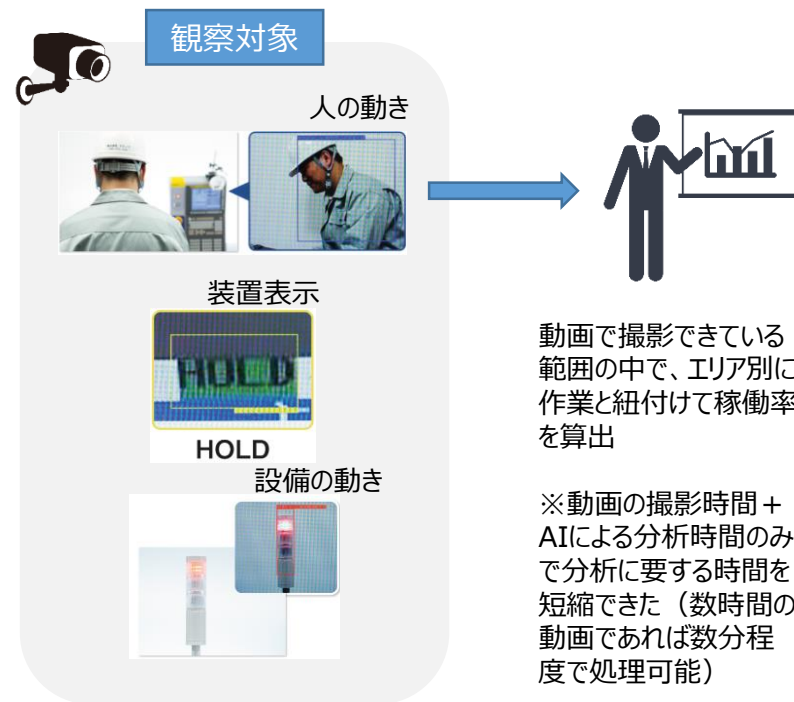 観察対象
人の動き
装置表示
HOLD
HOLD
設備の動き
動画で撮影できている
範囲の中で、エリア別に
作業と紐付けて稼働率
を算出
※動画の撮影時間＋
AIによる分析時間のみ
で分析に要する時間を
短縮できた（数時間の
動画であれば数分程
度で処理可能）